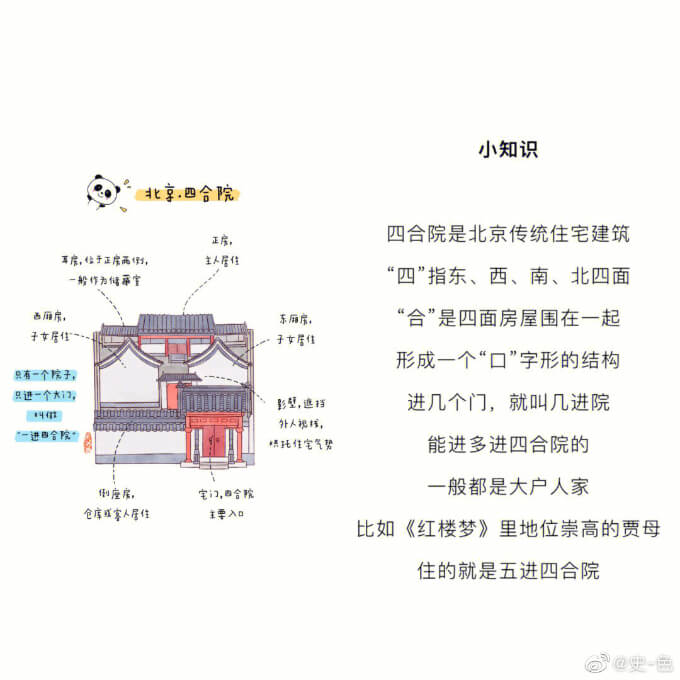 北京.四合院
正房,
主人居住
耳房,位于正房两侧,
一般作为储藏室
西厢房,
子女居住
东厢房,
子女居住
只有一个院子,
只进一个大门,
叫做
“一进四合院”
影壁,遮挡
外人视线,
烘托住宅气势
倒座房,
仓房或客人居住
宅门,四合院
主要入口
小知识
四合院是北京传统住宅建筑
“四”指东、西、南、北四面
“合”是四面房屋围在一起
形成一个“口”字形的结构
进几个门，就叫几进院
能进多进四合院的
一般都是大户人家
比如《红楼梦》里地位崇高的贾母
住的就是五进四合院
@史-色